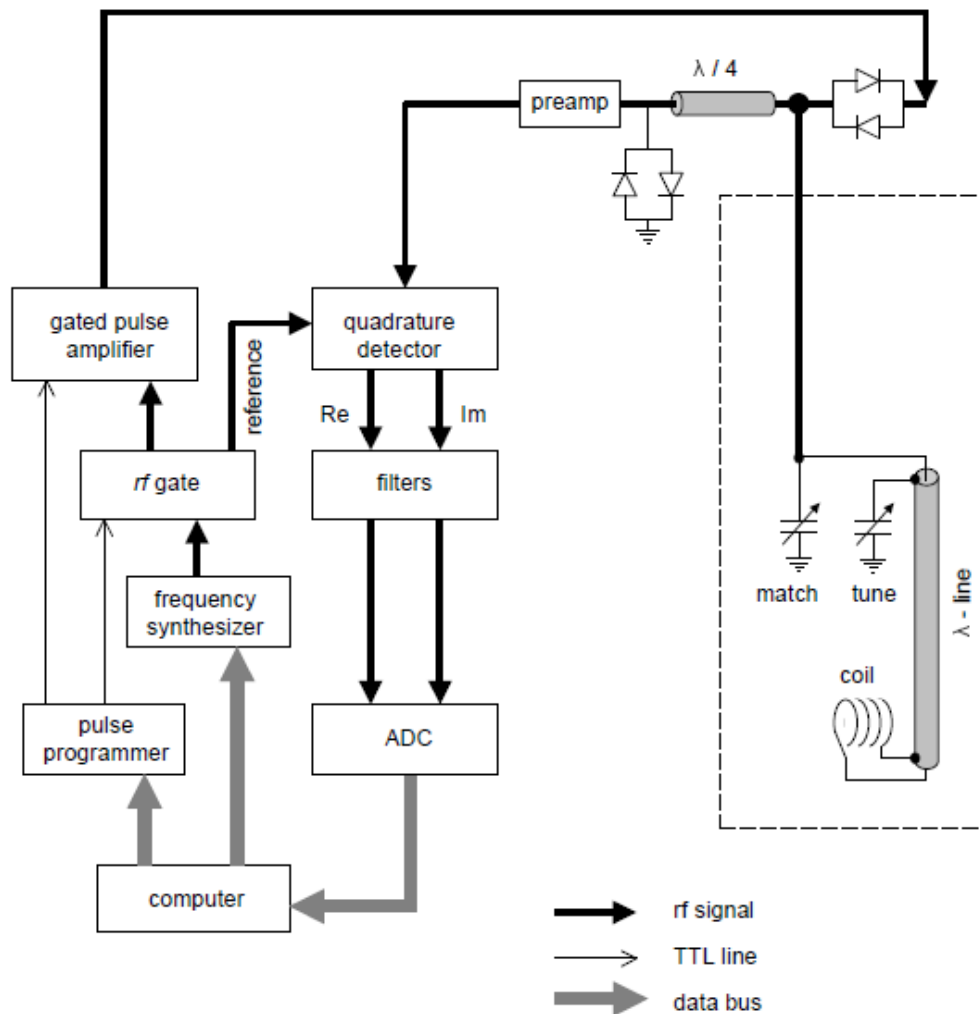 λ / 4
preamp
gated pulse
amplifier
reference
quadrature
detector
Re
Im
rf gate
filters
match
tune
λ - line
frequency
synthesizer
coil
pulse
programmer
ADC
computer
rf signal
TTL line
data bus